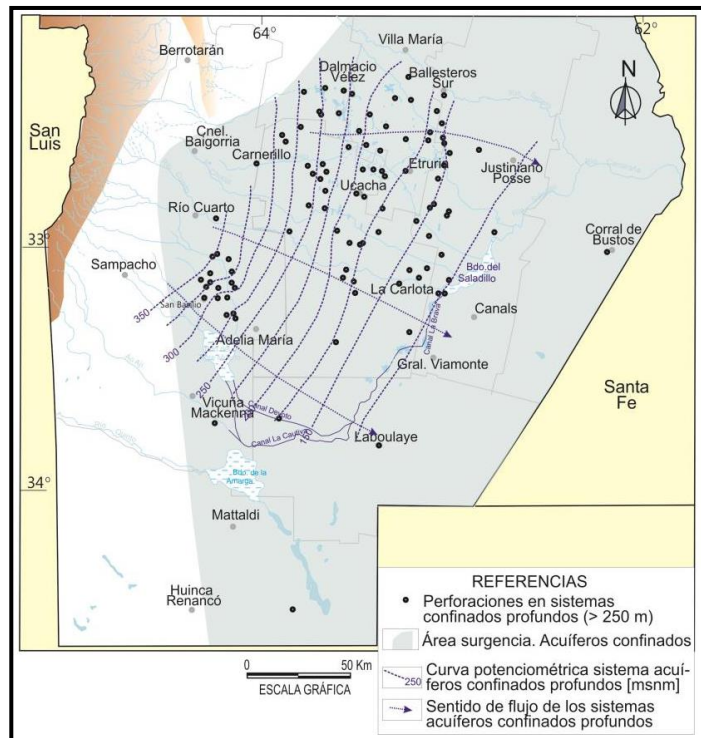 64°
62°
Villa María
Berrotarán
Dalmacio
Vélez
Ballesteros
Sur
N
San
Luis
Cnel.
Baigorria
Carnerillo
Etruria
Justiniano
Posse
Ucacha
Río Cuarto
33°
Corral de
Bustos
Sampacho
Bdo.del
Saladillo
La Carlota
San Basilio
350
Canals
Canal La Brava
Adelia María
300
Gral. Viamonte
250
Santa
Fe
Vicuña
Mackenna
Canal Devoto
150
Canal La Cautiva
Laboulaye
34°
Bdo. de la
Amarga
Mattaldi
Huinca
Renancó
0
50 Km
ESCALA GRÁFICA
REFERENCIAS
Perforaciones en sistemas
confinados profundos (> 250 m)
Área surgencia. Acuíferos confinados
250
Curva potenciométrica sistema acuí-
feros confinados profundos [msnm]
Sentido de flujo de los sistemas
acuíferos confinados profundos